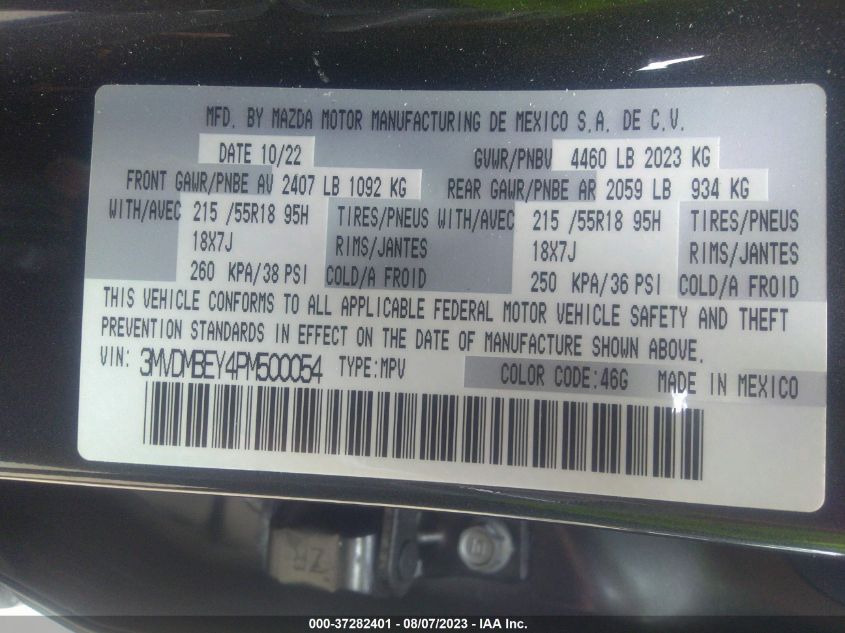 MFD. BY MAZDA MOTOR MANUFACTURING DE MEXICO S.A. DE C.V.
DATE 10/22 GVWR/PNBV 4460 LB 2023 KG
FRONT GAWR/PNBE AV 2407 LB 1092 KG REAR GAWR/PNBE AR 2059 LB 934 KG
WITH/AVEC 215 /55R18 95H TIRES/PNEUS WITH/AVEC 215 /55R18 95H TIRES/PNEUS
18X7J RIMS/JANTES 18X7J RIMS/JANTES
260 KPA/38 PSI COLD/A FROID 250 KPA/36 PSI COLD/A FROID
THIS VEHICLE CONFORMS TO ALL APPLICABLE FEDERAL MOTOR VEHICLE SAFETY AND THEFT
PREVENTION STANDARDS IN EFFECT ON THE DATE OF MANUFACTURE SHOWN ABOVE.
VIN: 3MVDMBEY4PM500054 TYPE:MPV COLOR CODE:46G MADE IN MEXICO
000-37282401 - 08/07/2023 - IAA Inc.